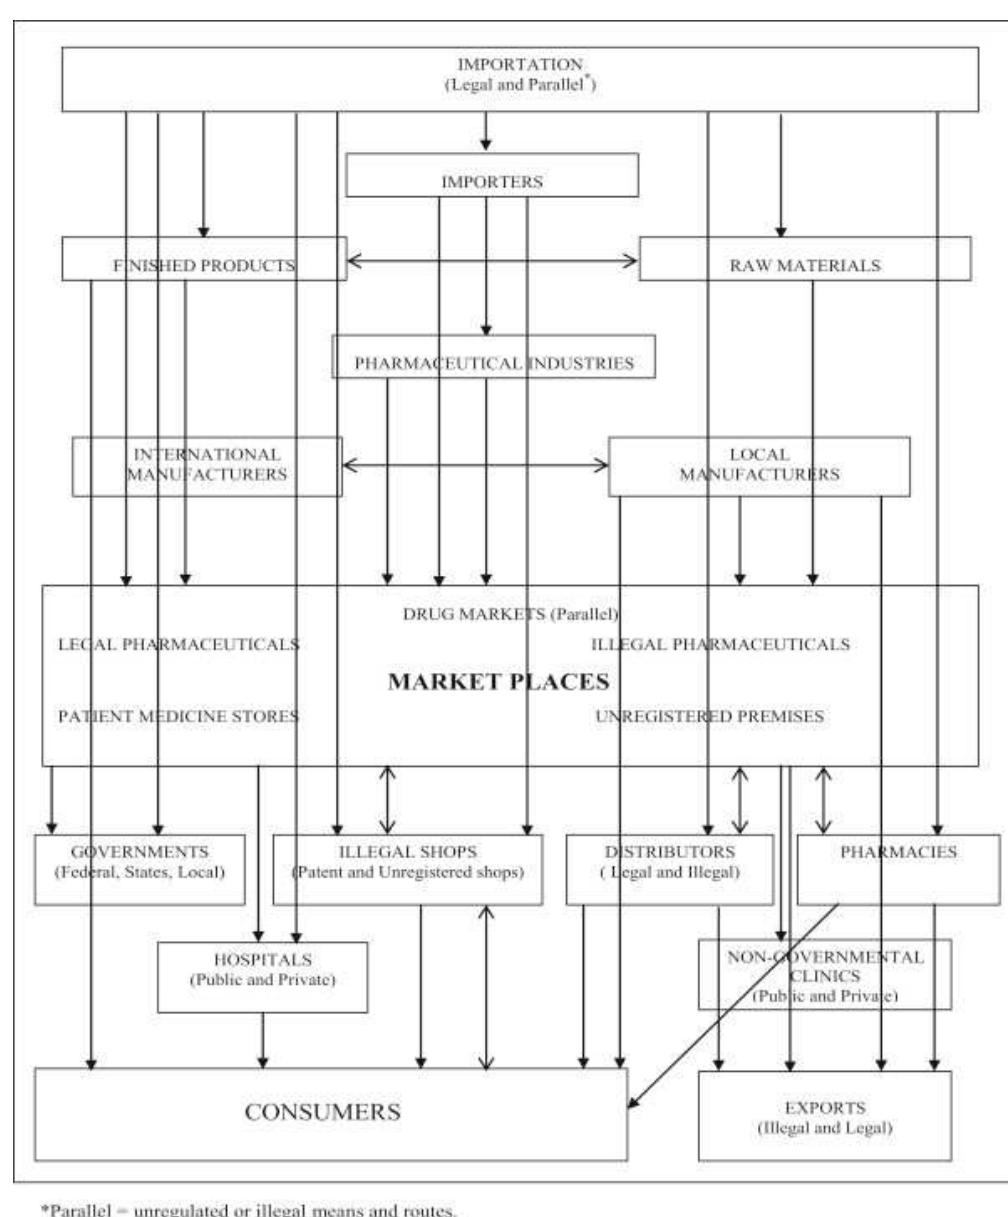 IMPORTATION
(Legal and Parallel*)
IMPORTERS
FINISHED PRODUCTS
RAW MATERIALS
PHARMACEUTICAL INDUSTRIES
INTERNATIONAL
MANUFACTURERS
LOCAL
MANUFACTURERS
DRUG MARKETS (Parallel)
LEGAL PHARMACEUTICALS
ILLEGAL PHARMACEUTICALS
MARKET PLACES
PATIENT MEDICINE STORES
UNREGISTERED PREMISES
GOVERNMENTS
(Federal, States, Local)
ILLEGAL SHOPS
(Patent and Unregistered shops)
DISTRIBUTORS
( Legal and Illegal)
PHARMACIES
HOSPITALS
(Public and Private)
NON-GOVERNMENTAL
CLINICS
(Public and Private)
CONSUMERS
EXPORTS
(Illegal and Legal)
*Parallel = unregulated or illegal means and routes.